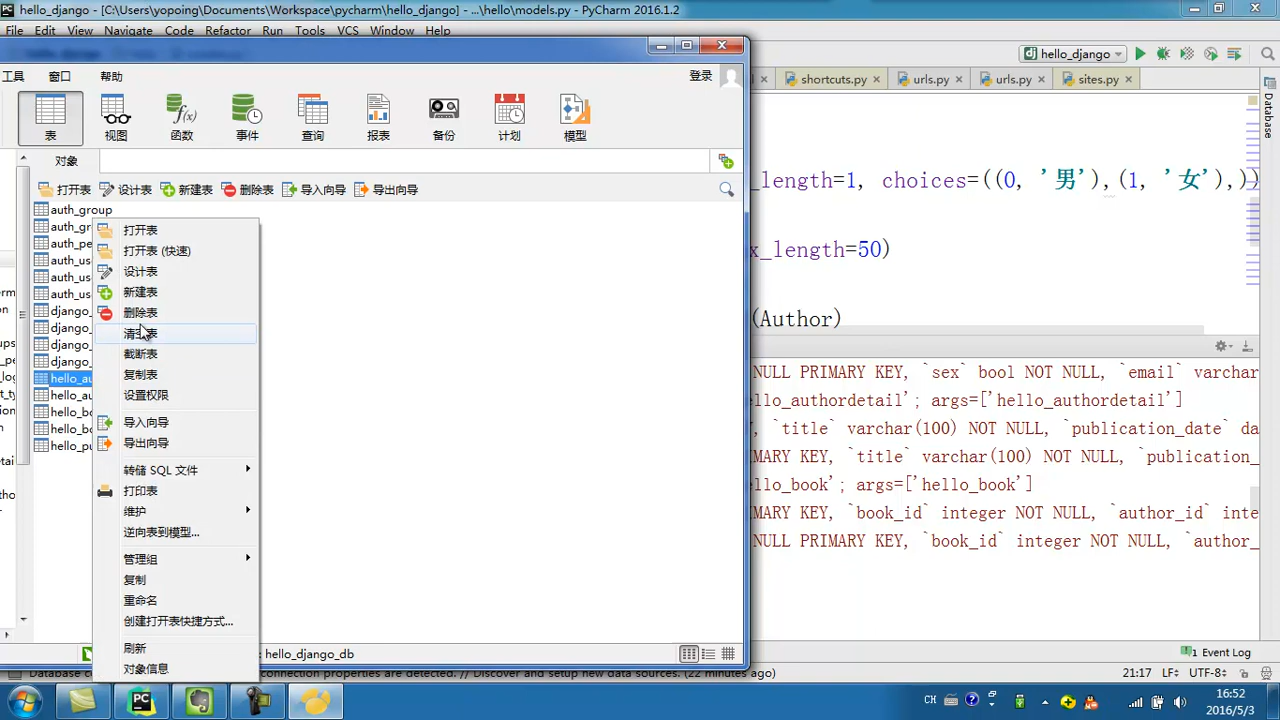 hello_django - [C:\Users\yopoing\Documents\Workspace\pycharm\hello_django] - ...\hello\models.py - PyCharm 2016.1.2
File Edit View Navigate Code Refactor Run Tools VCS Window Help
hello_django
shortcuts.py urls.py urls.py sites.py
Database
工具 窗口 帮助 登录
表 视图 函数 事件 查询 报表 备份 计划 模型
对象
打开表 设计表 新建表 删除表 导入向导 导出向导
auth_group
auth_gr
auth_pe
auth_us
auth_us
auth_us
django_
django_
django_
django_
hello_au
hello_au
hello_bo
hello_bo
hello_pu
打开表
打开表 (快速)
设计表
新建表
删除表
清空表
截断表
复制表
设置权限
导入向导
导出向导
转储 SQL 文件
打印表
维护
逆向表到模型...
管理组
复制
重命名
创建打开表快捷方式...
刷新
对象信息
hello_django_db
_length=1, choices=((0, '男'),(1, '女'),))
x_length=50)
(Author)
NULL PRIMARY KEY, `sex` bool NOT NULL, `email` varchar
ello_authordetail'; args=['hello_authordetail']
, `title` varchar(100) NOT NULL, `publication_date` da
ARY KEY, `title` varchar(100) NOT NULL, `publication_
ello_book'; args=['hello_book']
MARY KEY, `book_id` integer NOT NULL, `author_id` inte
NULL PRIMARY KEY, `book_id` integer NOT NULL, `author_
1 Event Log
Database connection properties are detected. // Discover and setup new data sources. (22 minutes ago)
21:17 LF÷ UTF-8÷
CH
16:52
2016/5/3